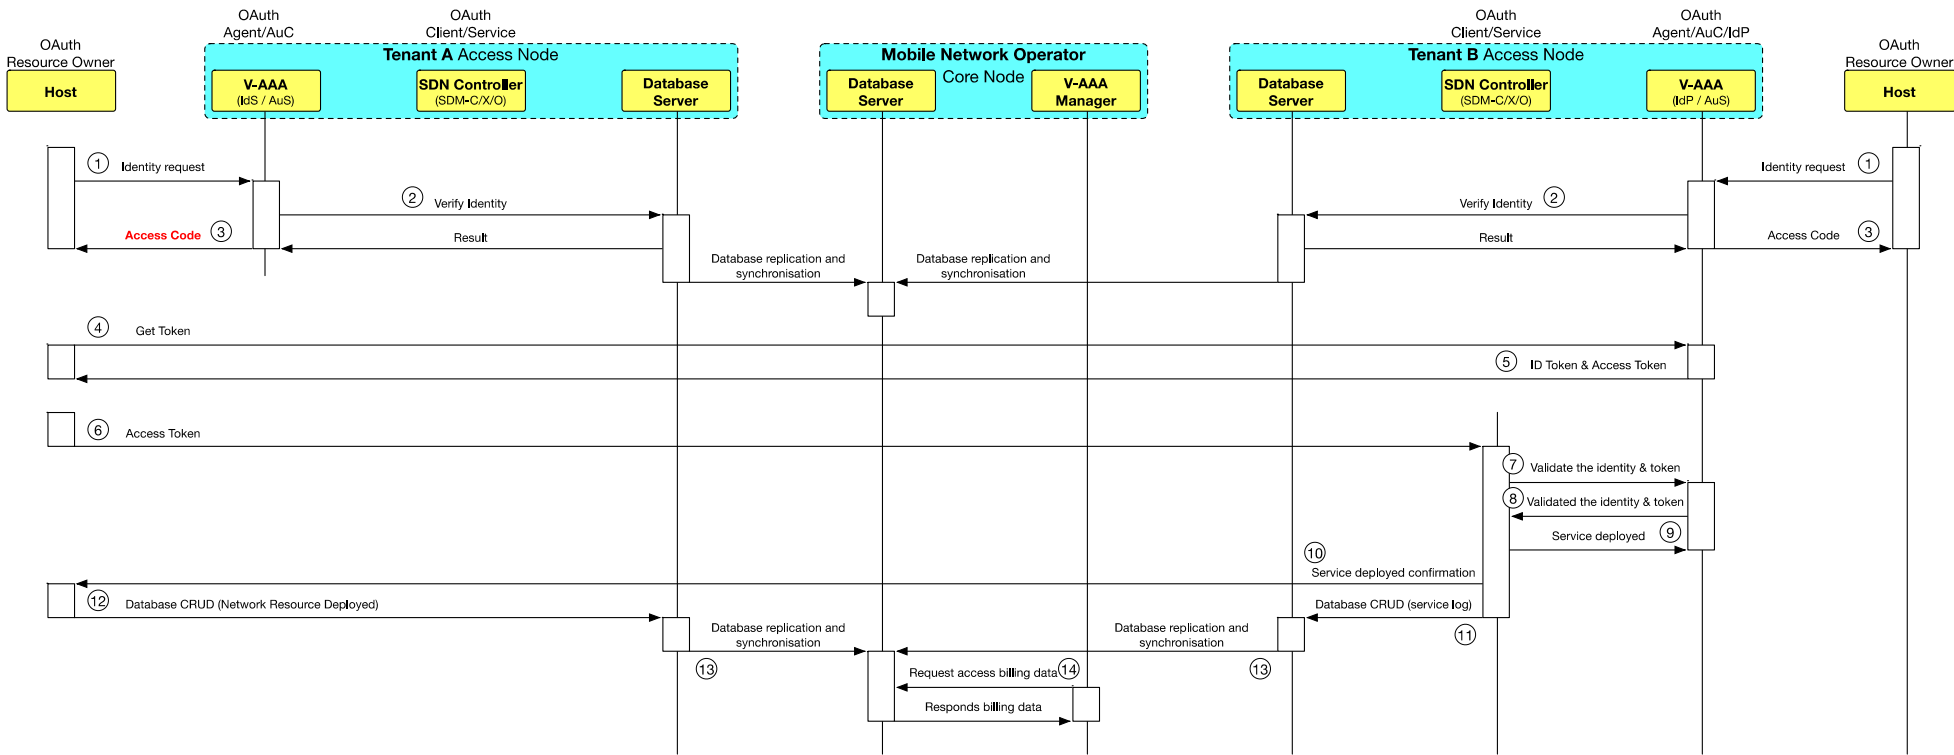 OAuth
Resource Owner
Host
OAuth
Agent/AuC
OAuth
Client/Service
Tenant A Access Node
V-AAA
(IdS / AuS)
SDN Controller
(SDM-C/X/O)
Database
Server
Mobile Network Operator
Core Node
Database
Server
V-AAA
Manager
OAuth
Client/Service
OAuth
Agent/AuC/IdP
Tenant B Access Node
Database
Server
SDN Controller
(SDM-C/X/O)
V-AAA
(IdP / AuS)
OAuth
Resource Owner
Host
1 Identity request
Identity request 1
2 Verify Identity
Verify Identity 2
Access Code 3
Result
Result
Access Code 3
Database replication and
synchronisation
Database replication and
synchronisation
4 Get Token
5 ID Token & Access Token
6 Access Token
7 Validate the identity & token
8 Validated the identity & token
Service deployed 9
10
Service deployed confirmation
12 Database CRUD (Network Resource Deployed)
Database CRUD (service log)
11
Database replication and
synchronisation
13
Database replication and
synchronisation
13
Request access billing data 14
Responds billing data